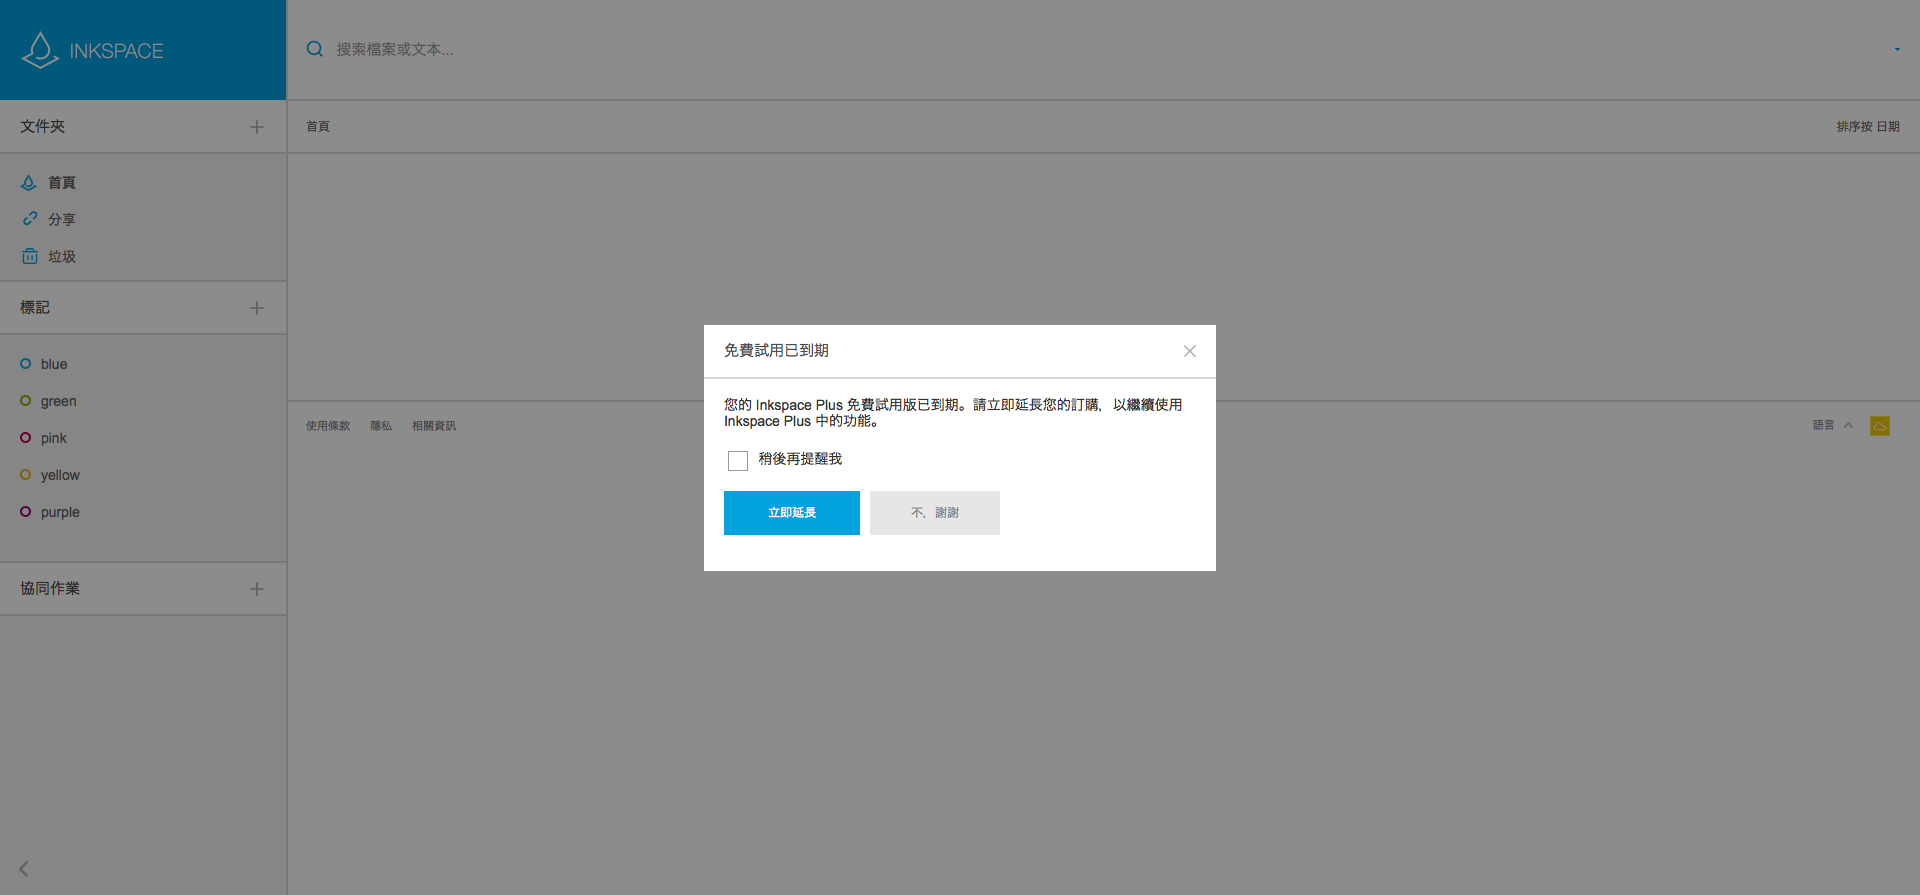 INKSPACE
搜索檔案或文本...
文件夾
首頁
排序按 日期
首頁
分享
垃圾
標記
blue
green
pink
yellow
purple
協同作業
免費試用已到期
您的 Inkspace Plus 免費試用版已到期。請立即延長您的訂購，以繼續使用
Inkspace Plus 中的功能。
稍後再提醒我
立即延長
不，謝謝
使用條款
隱私
相關資訊
語言